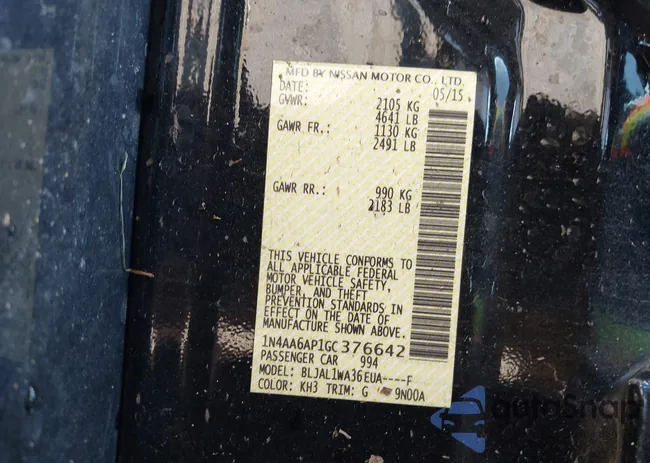 MFD BY NISSAN MOTOR CO., LTD.
DATE: 05/15
GVWR: 2105 KG
4641 LB
GAWR FR.: 1130 KG
2491 LB
GAWR RR.: 990 KG
2183 LB
THIS VEHICLE CONFORMS TO
ALL APPLICABLE FEDERAL
MOTOR VEHICLE SAFETY,
BUMPER, AND THEFT
PREVENTION STANDARDS IN
EFFECT ON THE DATE OF
MANUFACTURE SHOWN ABOVE.
1N4AA6AP1GC376642
PASSENGER CAR 994
MODEL: BLJAL1WA36EUA----F
COLOR: KH3 TRIM: G 9N00A
autoSnap